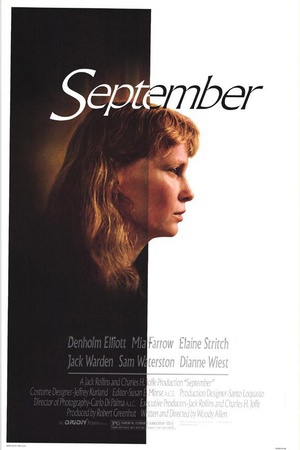 September
Denholm Elliott Mia Farrow Elaine Stritch
Jack Warden Sam Waterston Dianne Wiest
A Jack Rollins and Charles H. Joffe Production "September"
Costume Designer-Jeffrey Kurland Editor-Susan E. Morse A.C.E. Production Designer-Santo Loquasto
Director of Photography-Carlo Di Palma A.I.C. Executive Producers-Jack Rollins and Charles H. Joffe
Produced by Robert Greenhut Written and Directed by Woody Allen
An ORION PG